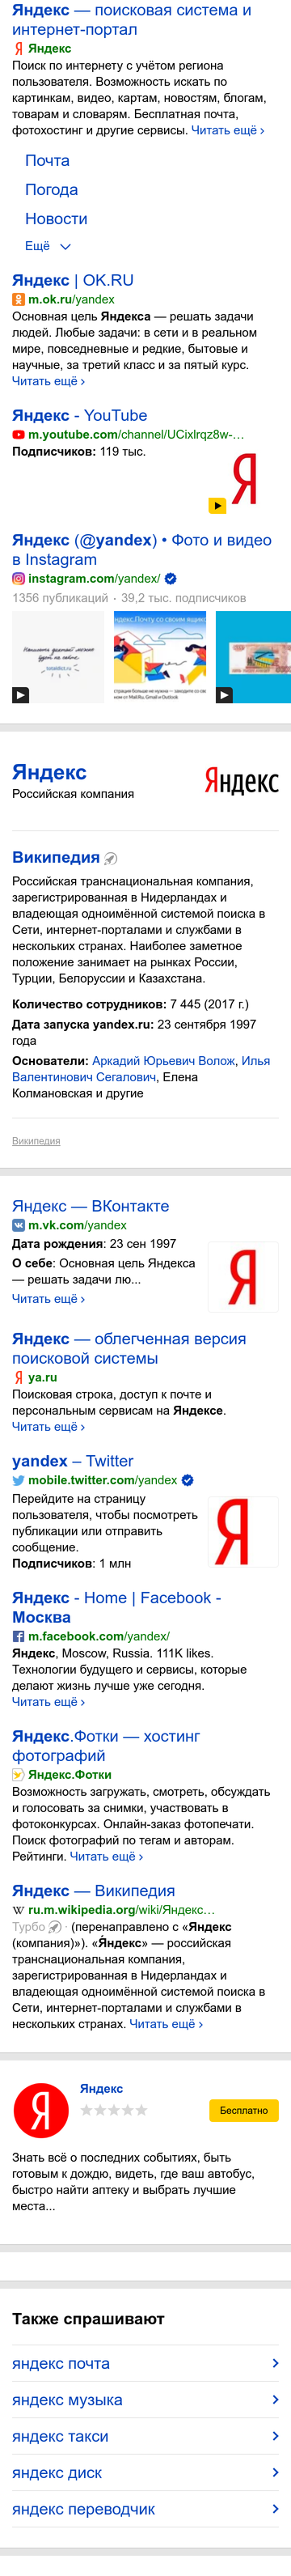 Яндекс — поисковая система и
интернет-портал
Яндекс
Поиск по интернету с учётом региона
пользователя. Возможность искать по
картинкам, видео, картам, новостям, блогам,
товарам и словарям. Бесплатная почта,
фотохостинг и другие сервисы. Читать ещё ›
Почта
Погода
Новости
Ещё
Яндекс | OK.RU
m.ok.ru/yandex
Основная цель Яндекса — решать задачи
людей. Любые задачи: в сети и в реальном
мире, повседневные и редкие, бытовые и
научные, за третий класс и за пятый курс.
Читать ещё ›
Яндекс - YouTube
m.youtube.com/channel/UCixlrqz8w-…
Подписчиков: 119 тыс.
Я
Яндекс (@yandex) • Фото и видео
в Instagram
instagram.com/yandex/
1356 публикаций · 39,2 тыс. подписчиков
ндекс.Почту со своим ящико
Яндекс
Российская компания
Яндекс
Википедия
Российская транснациональная компания,
зарегистрированная в Нидерландах и
владеющая одноимённой системой поиска в
Сети, интернет-порталами и службами в
нескольких странах. Наиболее заметное
положение занимает на рынках России,
Турции, Белоруссии и Казахстана.
Количество сотрудников: 7 445 (2017 г.)
Дата запуска yandex.ru: 23 сентября 1997
года
Основатели: Аркадий Юрьевич Волож, Илья
Валентинович Сегалович, Елена
Колмановская и другие
Википедия
Яндекс — ВКонтакте
m.vk.com/yandex
Дата рождения: 23 сен 1997
О себе: Основная цель Яндекса
— решать задачи лю...
Читать ещё ›
Я
Яндекс — облегченная версия
поисковой системы
ya.ru
Поисковая строка, доступ к почте и
персональным сервисам на Яндексе.
Читать ещё ›
yandex – Twitter
mobile.twitter.com/yandex
Перейдите на страницу
пользователя, чтобы посмотреть
публикации или отправить
сообщение.
Подписчиков: 1 млн
Я
Яндекс - Home | Facebook -
Москва
m.facebook.com/yandex/
Яндекс, Moscow, Russia. 111K likes.
Технологии будущего и сервисы, которые
делают жизнь лучше уже сегодня.
Читать ещё ›
Яндекс.Фотки — хостинг
фотографий
Яндекс.Фотки
Возможность загружать, смотреть, обсуждать
и голосовать за снимки, участвовать в
фотоконкурсах. Онлайн-заказ фотопечати.
Поиск фотографий по тегам и авторам.
Рейтинги. Читать ещё ›
Яндекс — Википедия
ru.m.wikipedia.org/wiki/Яндекс…
Турбо · (перенаправлено с «Яндекс
(компания)»). «Я́ндекс» — российская
транснациональная компания,
зарегистрированная в Нидерландах и
владеющая одноимённой системой поиска в
Сети, интернет-порталами и службами в
нескольких странах. Читать ещё ›
Я
Яндекс
Бесплатно
Знать всё о последних событиях, быть
готовым к дождю, видеть, где ваш автобус,
быстро найти аптеку и выбрать лучшие
места...
Также спрашивают
яндекс почта
яндекс музыка
яндекс такси
яндекс диск
яндекс переводчик